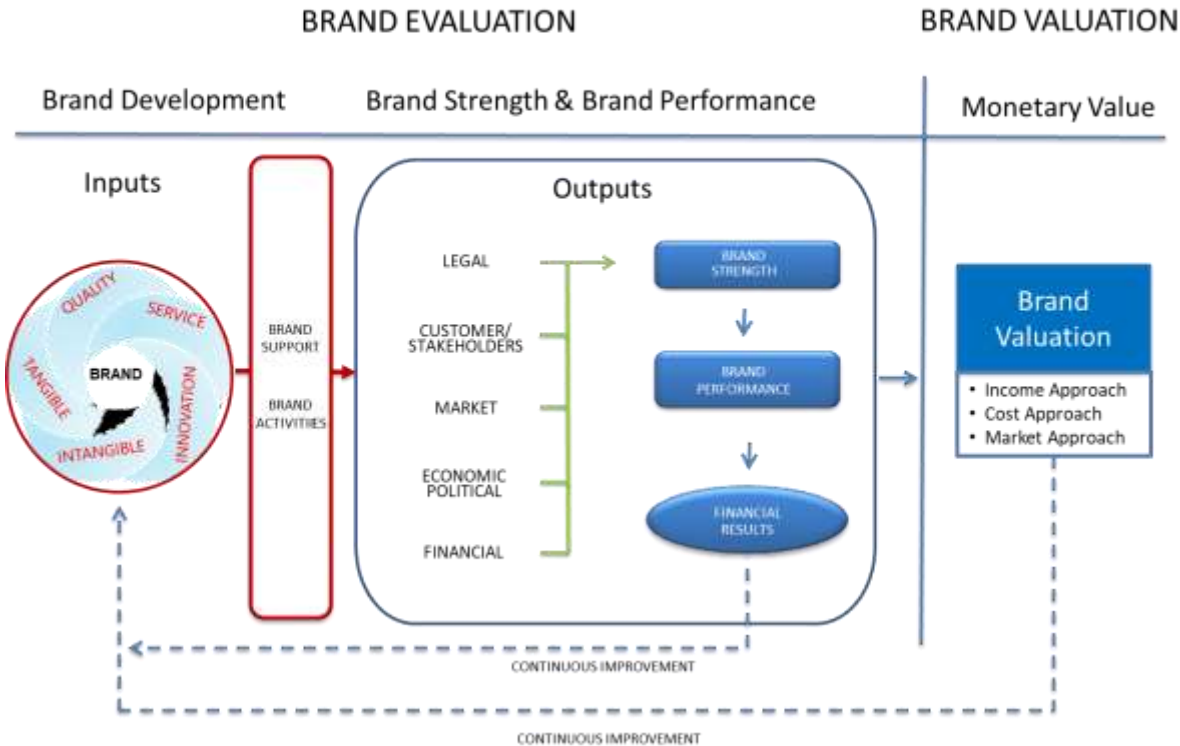 BRAND EVALUATION
BRAND VALUATION
Brand Development
Brand Strength & Brand Performance
Monetary Value
Inputs
Outputs
QUALITY
SERVICE
TANGIBLE
BRAND
INNOVATION
INTANGIBLE
BRAND
SUPPORT
BRAND
ACTIVITIIES
LEGAL
CUSTOMER/
STAKEHOLDERS
MARKET
ECONOMIC
POLITICAL
FINANCIAL
BRAND
STRENGTH
BRAND
PERFORMANCE
FINANCIAL
RESULTS
Brand
Valuation
• Income Approach
• Cost Approach
• Market Approach
CONTINUOUS IMPROVEMENT
CONTINUOUS IMPROVEMENT